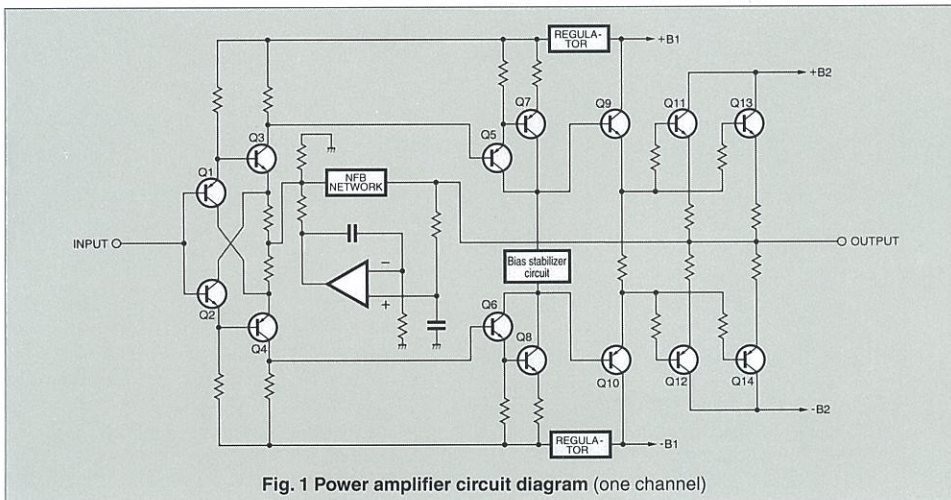 REGULA-
TOR
+B1
+B2
Q7
Q9
Q11
Q13
Q3
Q5
Q1
NFB
NETWORK
INPUT
OUTPUT
Bias stabilizer
circuit
−
+
Q2
Q4
Q6
Q8
Q10
Q12
Q14
-B2
REGULA-
TOR
-B1
Fig. 1 Power amplifier circuit diagram (one channel)